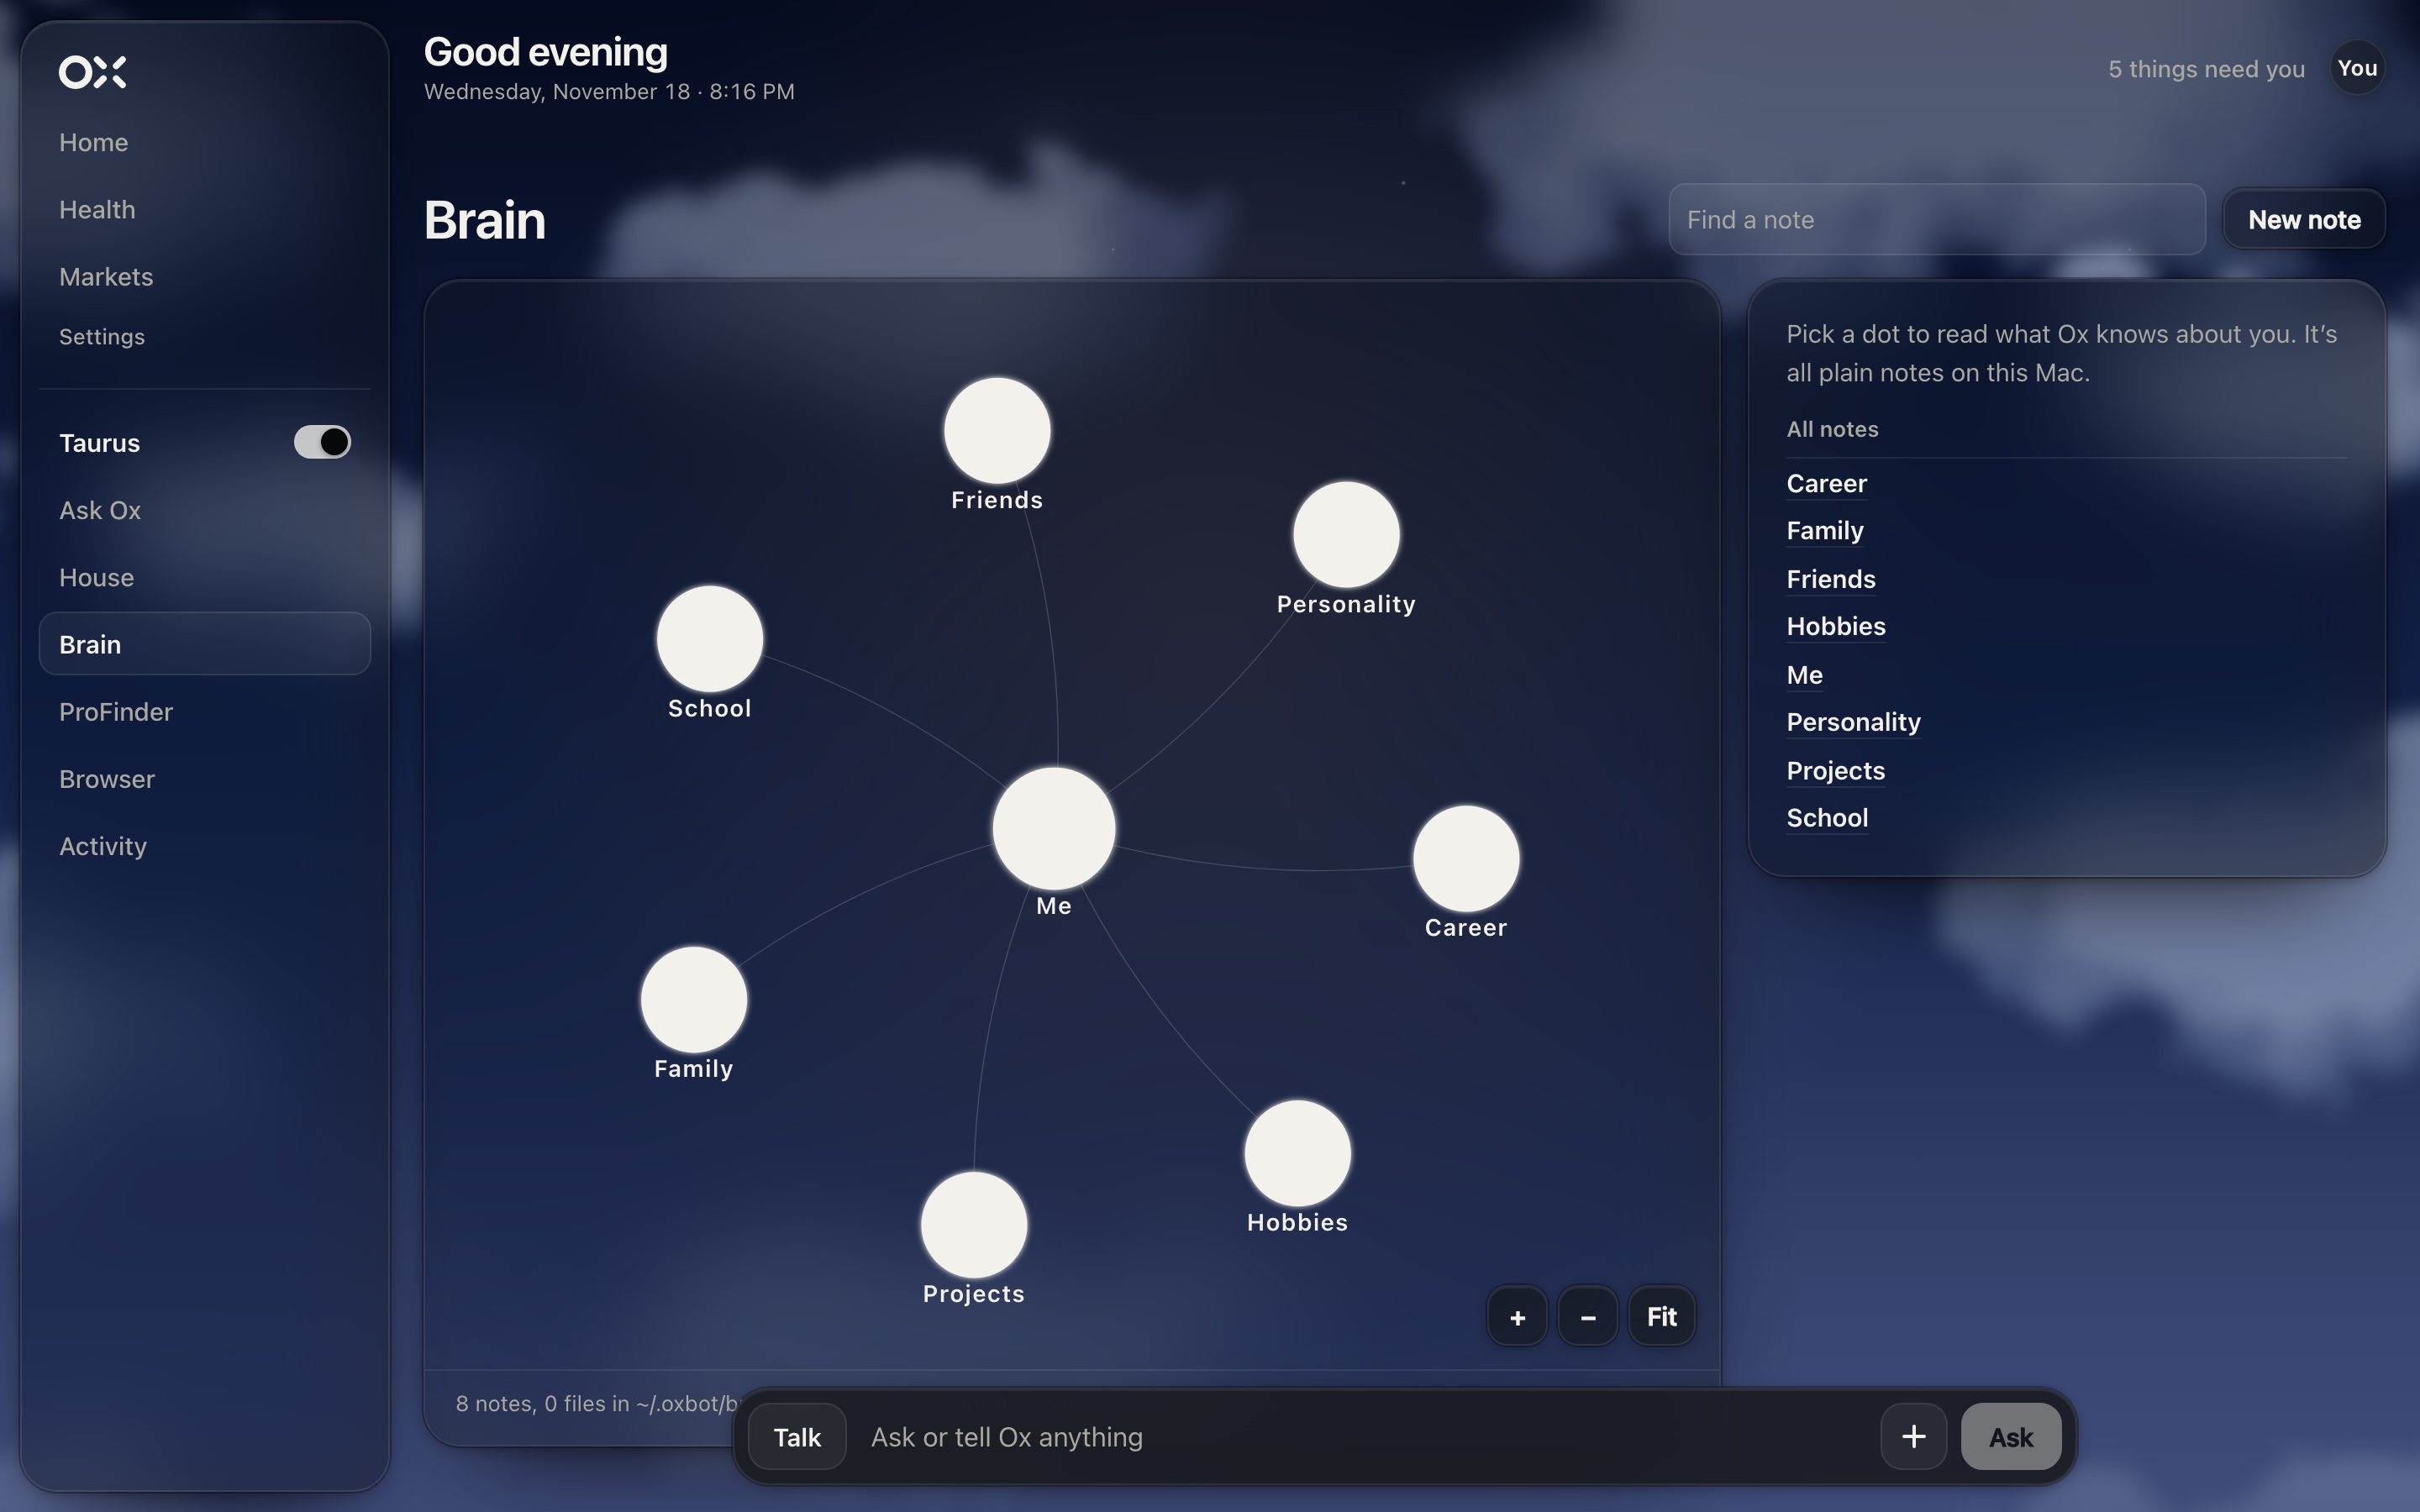 OX
Home
Health
Markets
Settings
Taurus
Ask Ox
House
Brain
ProFinder
Browser
Activity
Good evening
Wednesday, November 18 · 8:16 PM
5 things need you
You
Brain
Find a note
New note
Friends
Personality
School
Me
Career
Family
Hobbies
Projects
+
–
Fit
8 notes, 0 files in ~/.oxbot/b
Pick a dot to read what Ox knows about you. It’s
all plain notes on this Mac.
All notes
Career
Family
Friends
Hobbies
Me
Personality
Projects
School
Talk
Ask or tell Ox anything
+
Ask